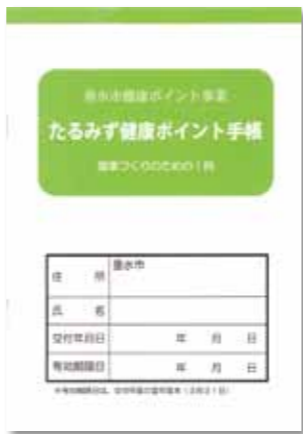 垂水市健康ポイント事業
たるみず健康ポイント手帳
健康づくりのための1冊
住 所 垂水市
氏 名
交付年月日 年 月 日
有効期限日 年 月 日